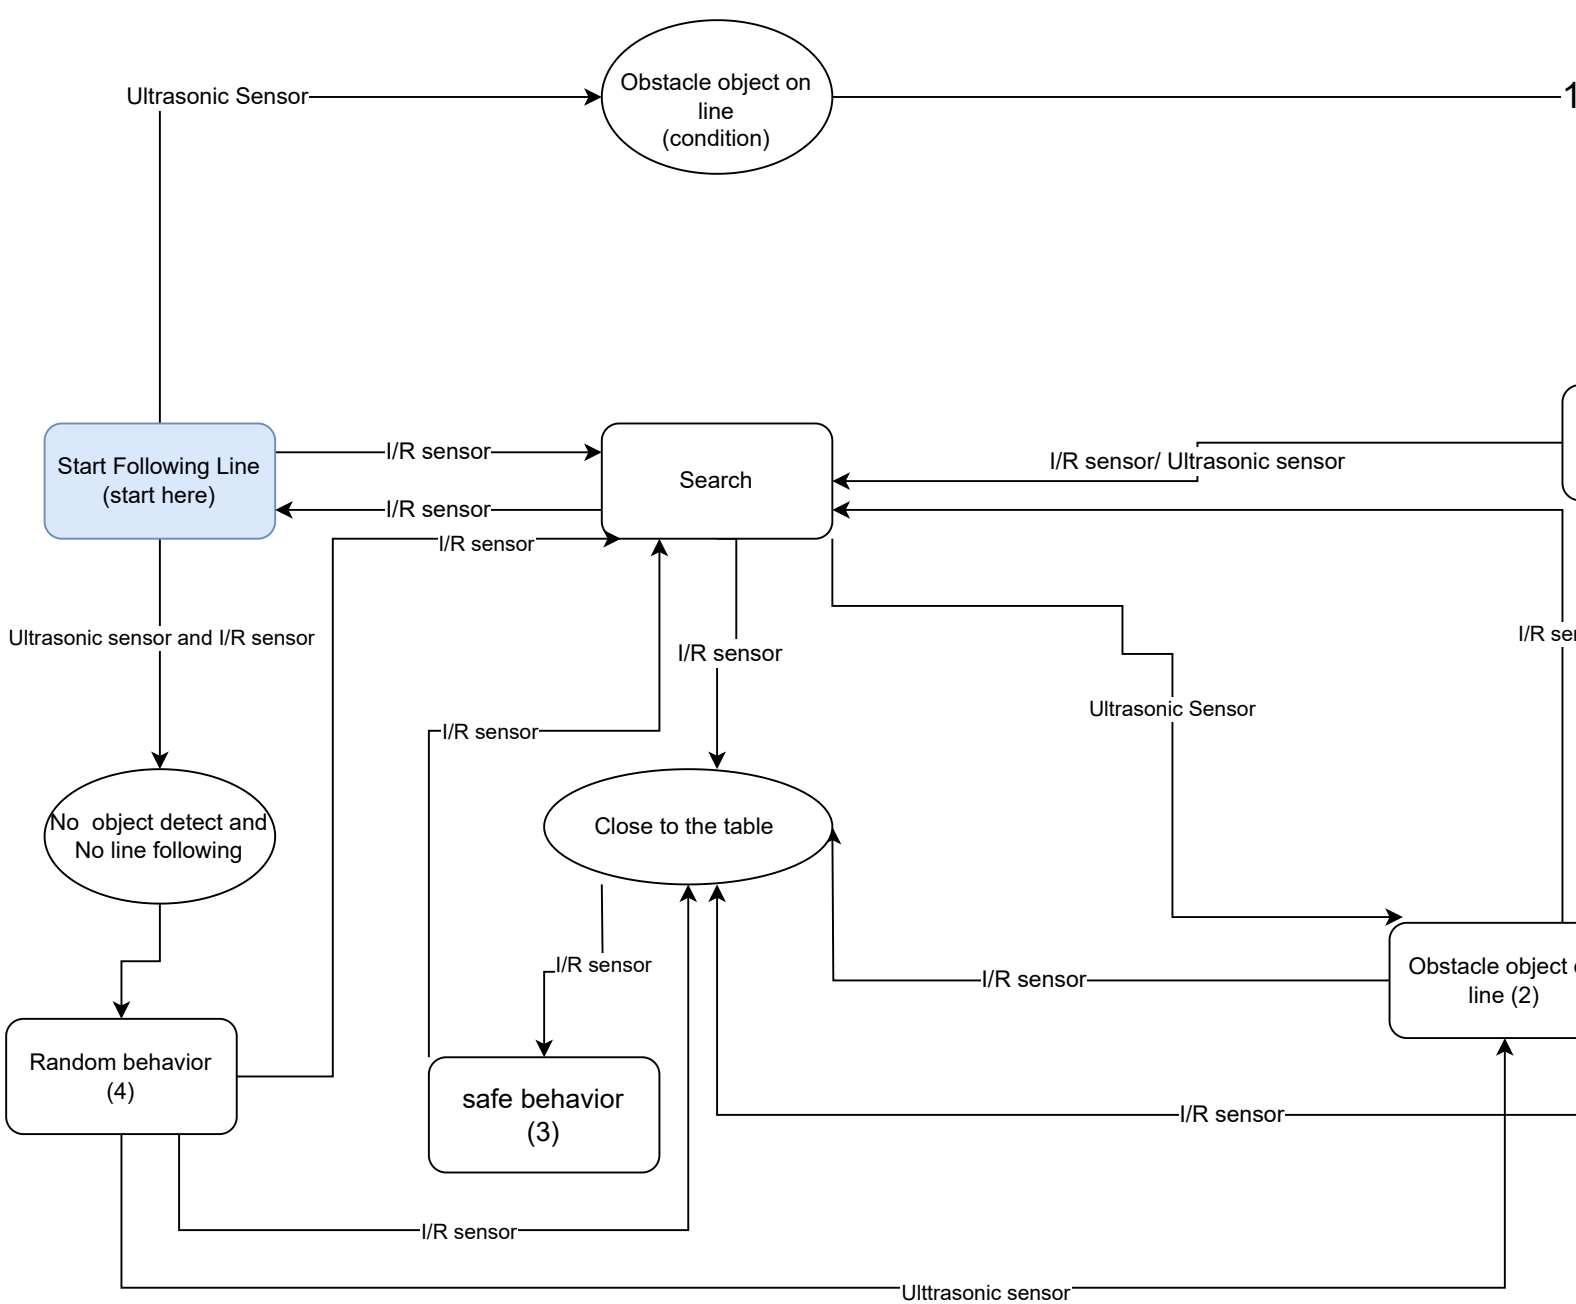 Ultrasonic Sensor
Obstacle object on
line
(condition)
1
Start Following Line
(start here)
I/R sensor
I/R sensor
Search
I/R sensor/ Ultrasonic sensor
I/R sensor
Ultrasonic sensor and I/R sensor
I/R sensor
I/R sensor
Ultrasonic Sensor
I/R
No  object detect and
No line following
Close to the table
I/R sensor
I/R sensor
Obstacle object
line (2)
Random behavior
(4)
safe behavior
(3)
I/R sensor
I/R sensor
Ulttrasonic sensor